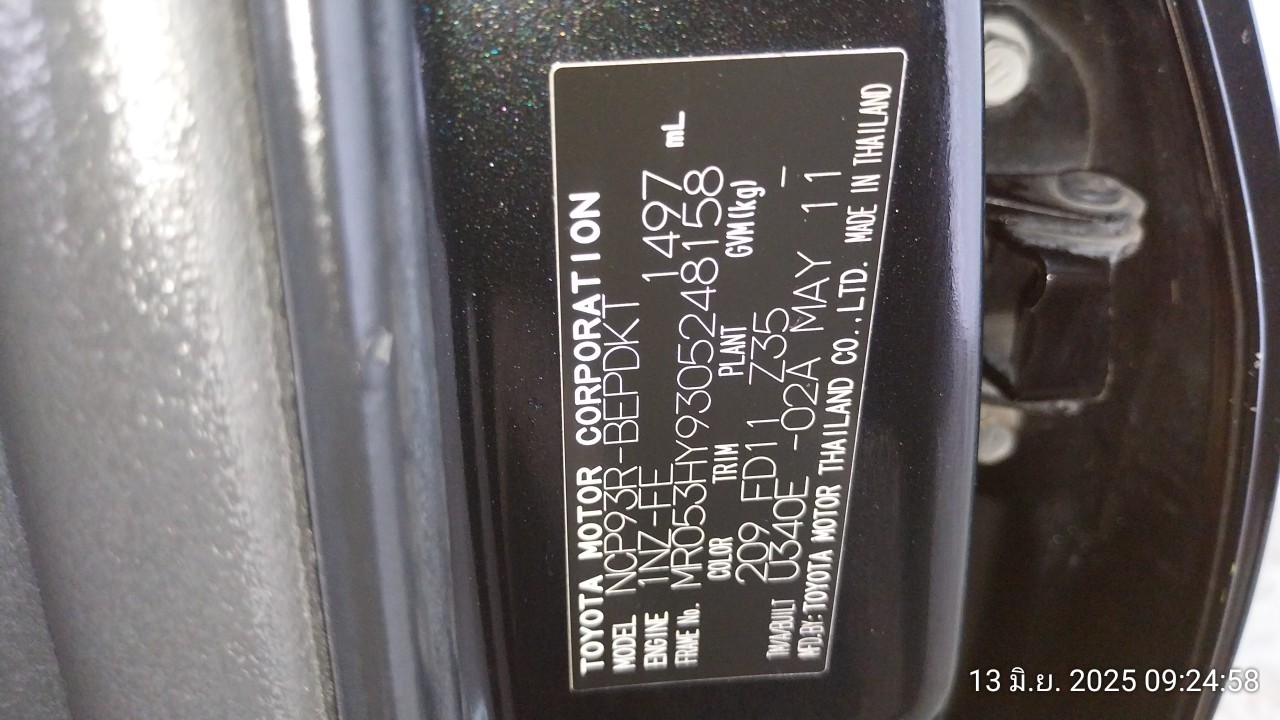 TOYOTA MOTOR CORPORATION
MODEL NCP93R-BEPDKT
ENGINE 1NZ-FE 1497 mL
FRAME No. MR053HY9305248158
COLOR TRIM PLANT GVM(kg)
209 FD11 Z35 -
TM/A/BUILT U340E -02A MAY 11
MFD.BY: TOYOTA MOTOR THAILAND CO.,LTD. MADE IN THAILAND
13 มิ.ย. 2025 09:24:58